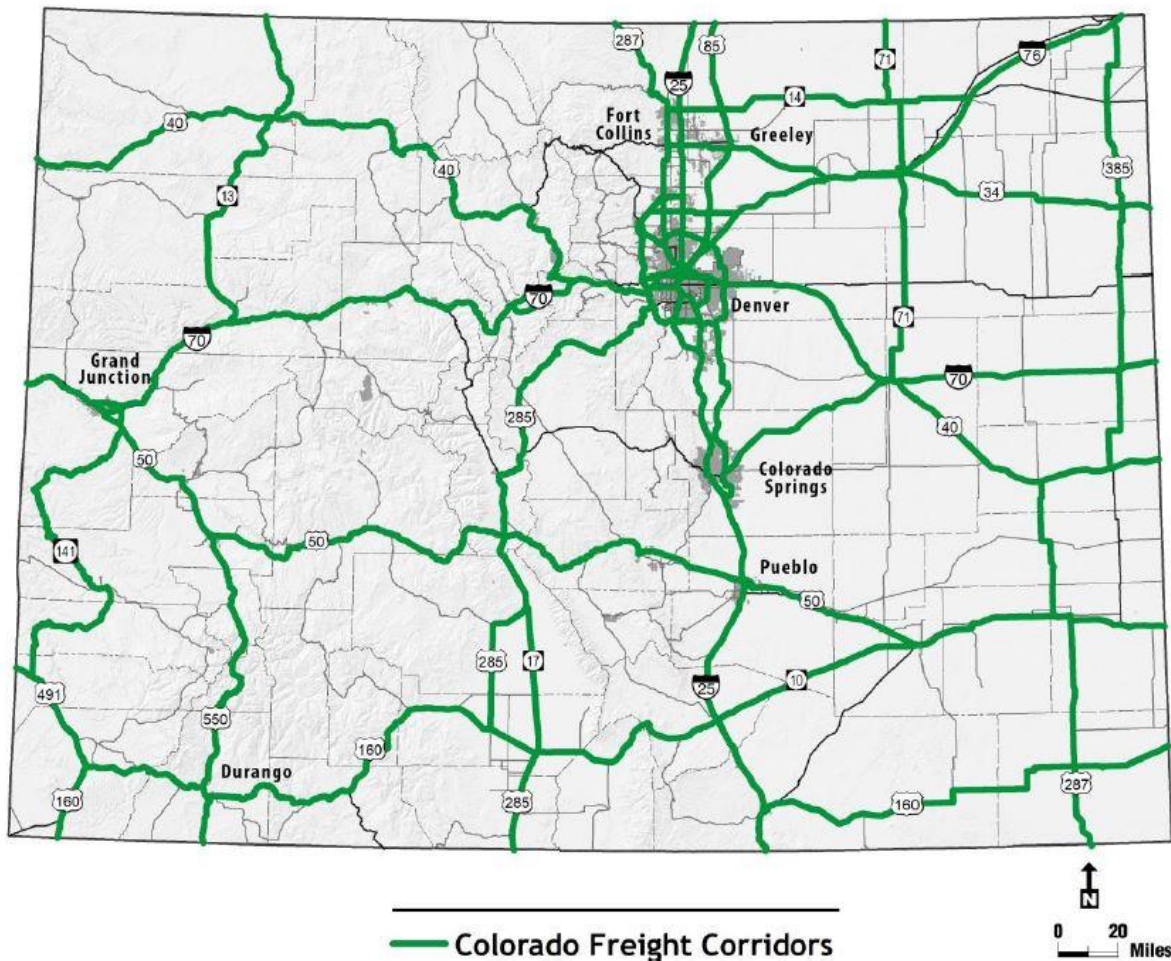 287
85
25
71
76
14
Fort
Collins
Greeley
40
40
13
385
34
70
Denver
71
70
Grand
Junction
70
285
40
50
Colorado
Springs
50
141
Pueblo
50
285
17
10
25
491
550
160
Durango
160
285
160
287
N
0 20
Miles
Colorado Freight Corridors